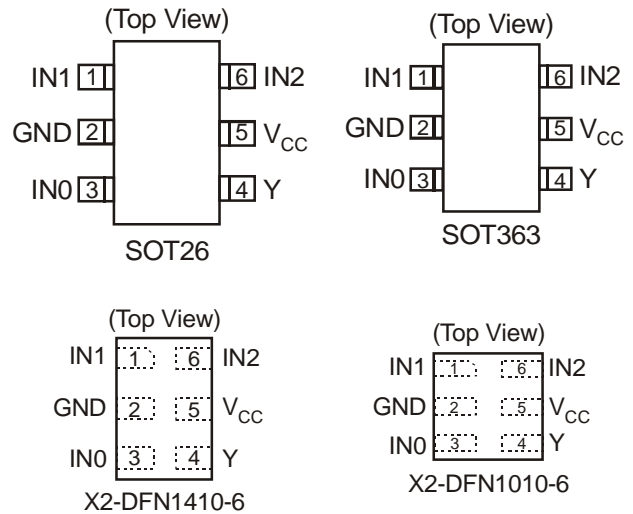 (Top View)
IN1 1 6 IN2
GND 2 5 VCC
IN0 3 4 Y
SOT26
(Top View)
IN1 1 6 IN2
GND 2 5 VCC
IN0 3 4 Y
SOT363
(Top View)
IN1 1 6 IN2
GND 2 5 VCC
IN0 3 4 Y
X2-DFN1410-6
(Top View)
IN1 1 6 IN2
GND 2 5 VCC
IN0 3 4 Y
X2-DFN1010-6